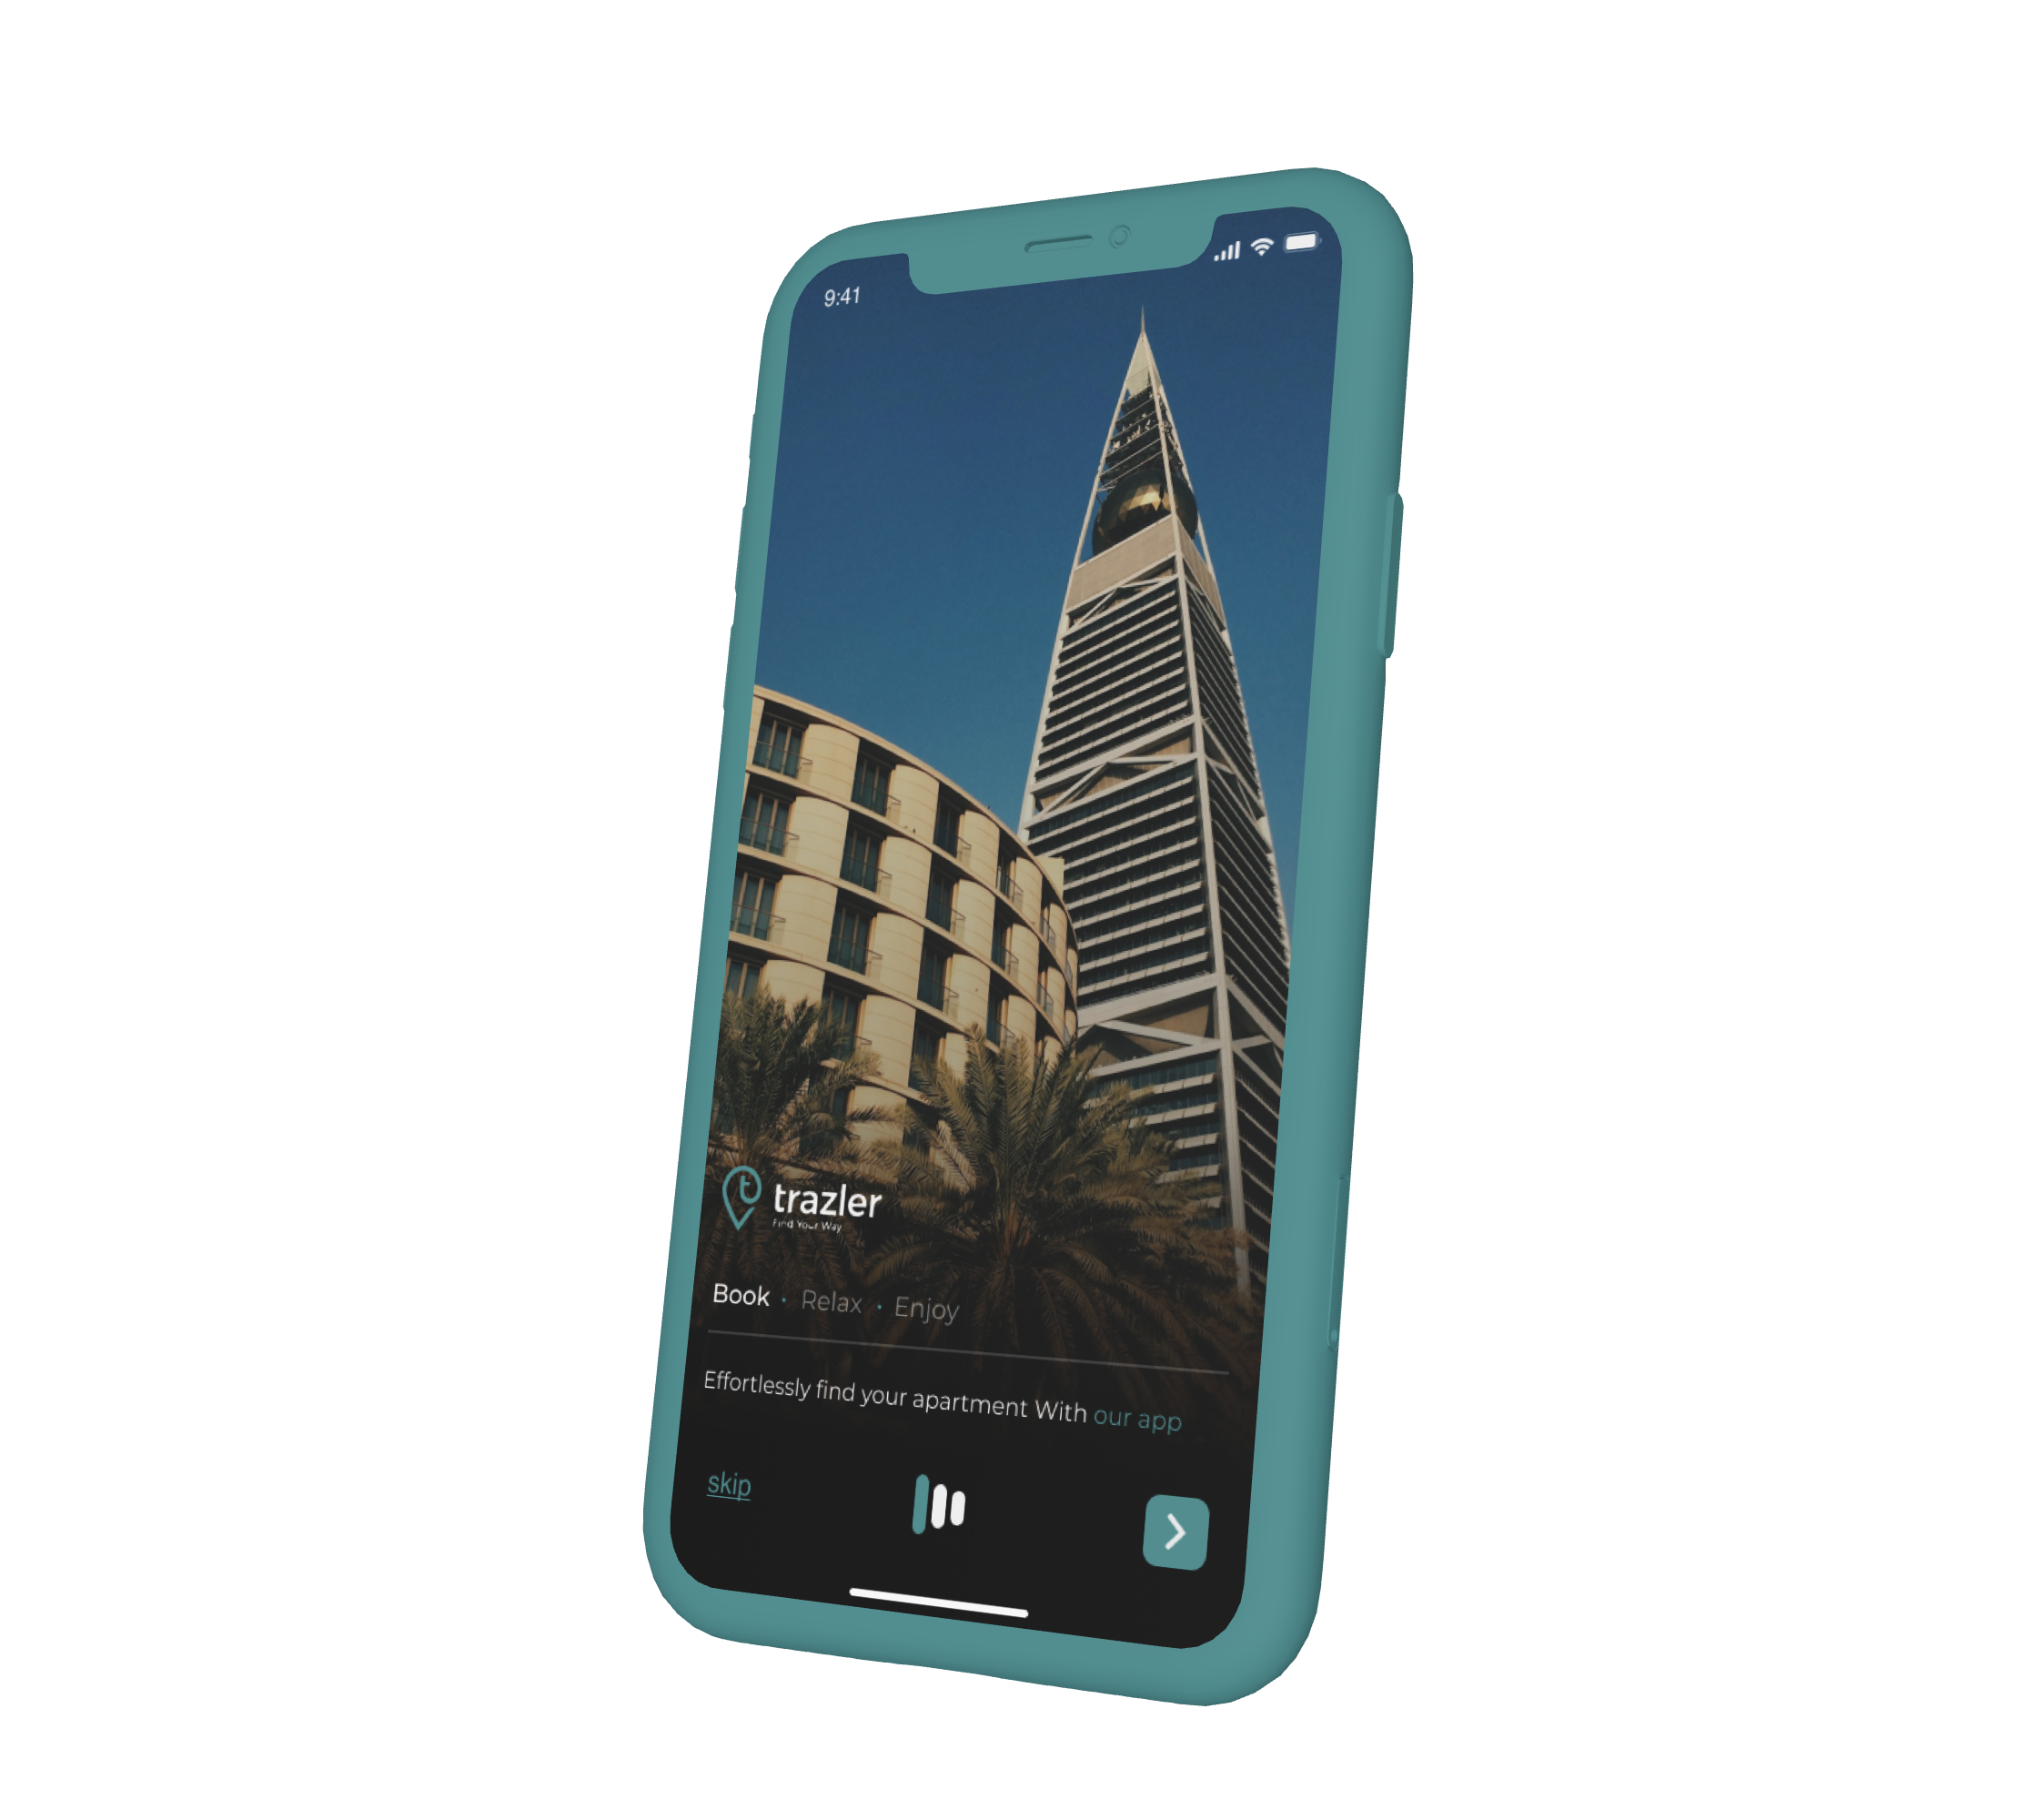 9:41
t
trazler
Find Your Way
Book • Relax • Enjoy
Effortlessly find your apartment With our app
skip